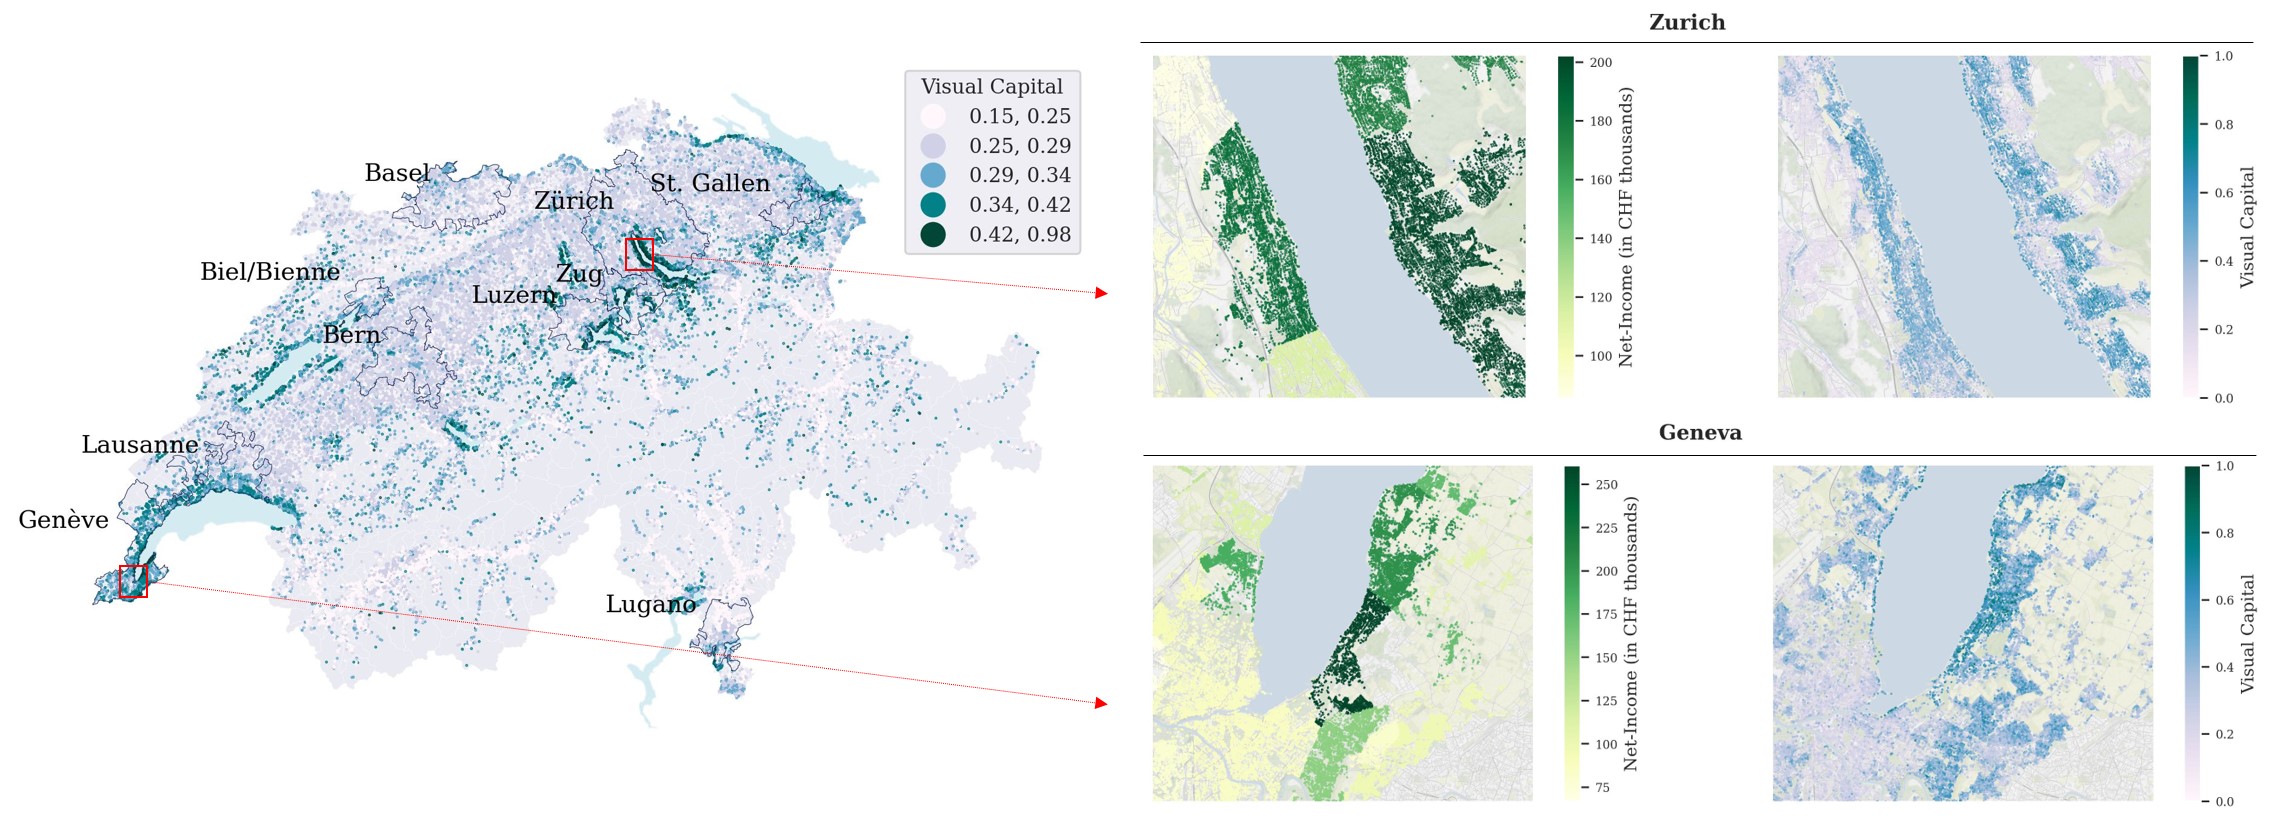 Visual Capital
0.15, 0.25
0.25, 0.29
0.29, 0.34
0.34, 0.42
0.42, 0.98
Basel
St. Gallen
Zürich
Biel/Bienne
Zug
Luzern
Bern
Lausanne
Genève
Lugano
Zurich
200
180
160
140
120
100
Net-Income (in CHF thousands)
1.0
0.8
0.6
0.4
0.2
0.0
Visual Capital
Geneva
250
225
200
175
150
125
100
75
Net-Income (in CHF thousands)
1.0
0.8
0.6
0.4
0.2
0.0
Visual Capital